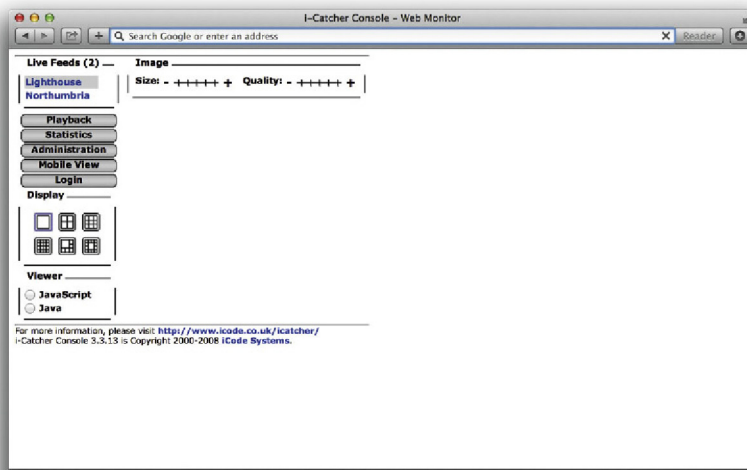 i-Catcher Console - Web Monitor
Search Google or enter an address
Reader
Live Feeds (2)
Lighthouse
Northumbria
Image
Size: - + Quality: - +
Playback
Statistics
Administration
Mobile View
Login
Display
Viewer
JavaScript
Java
For more information, please visit http://www.icode.co.uk/icatcher/
i-Catcher Console 3.3.13 is Copyright 2000-2008 iCode Systems.